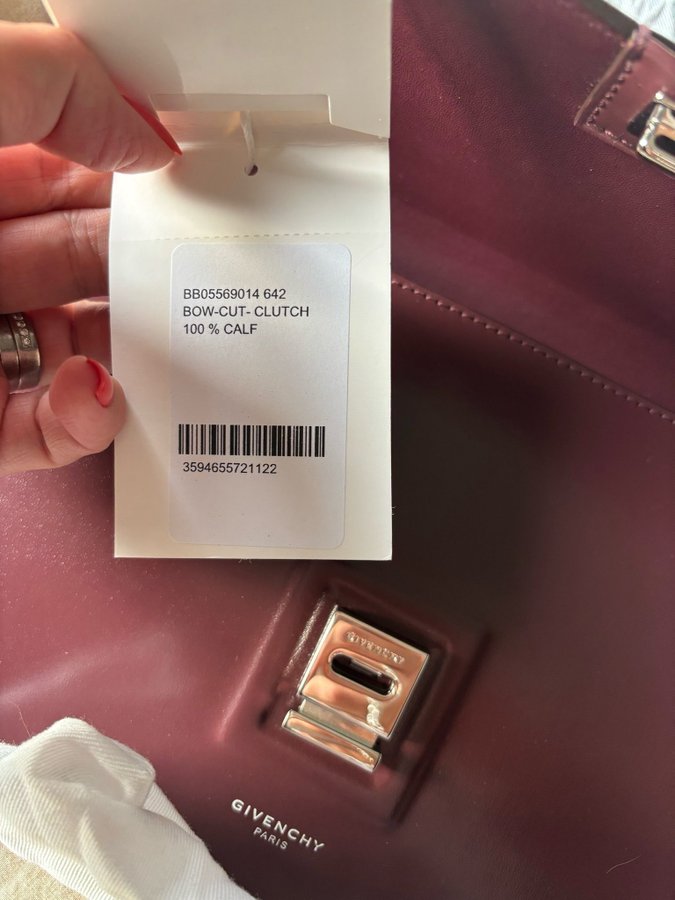 BB05569014 642
BOW-CUT- CLUTCH
100 % CALF
3594655721122
GIVENCHY
GIVENCHY
PARIS